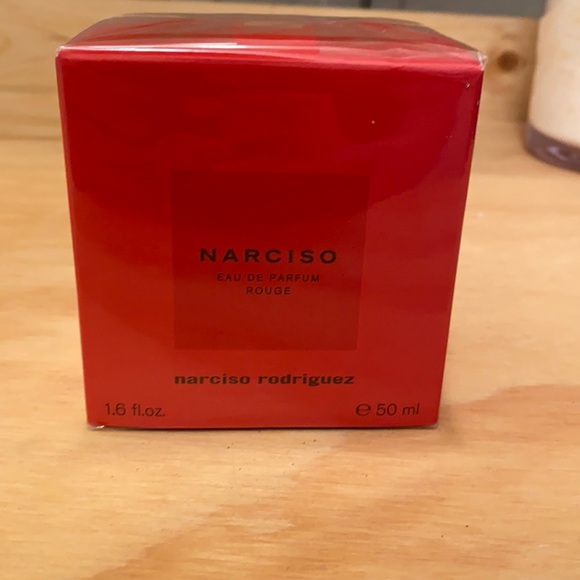 NARCISO
EAU DE PARFUM
ROUGE
narciso rodriguez
1.6 fl.oz. ℮ 50 ml